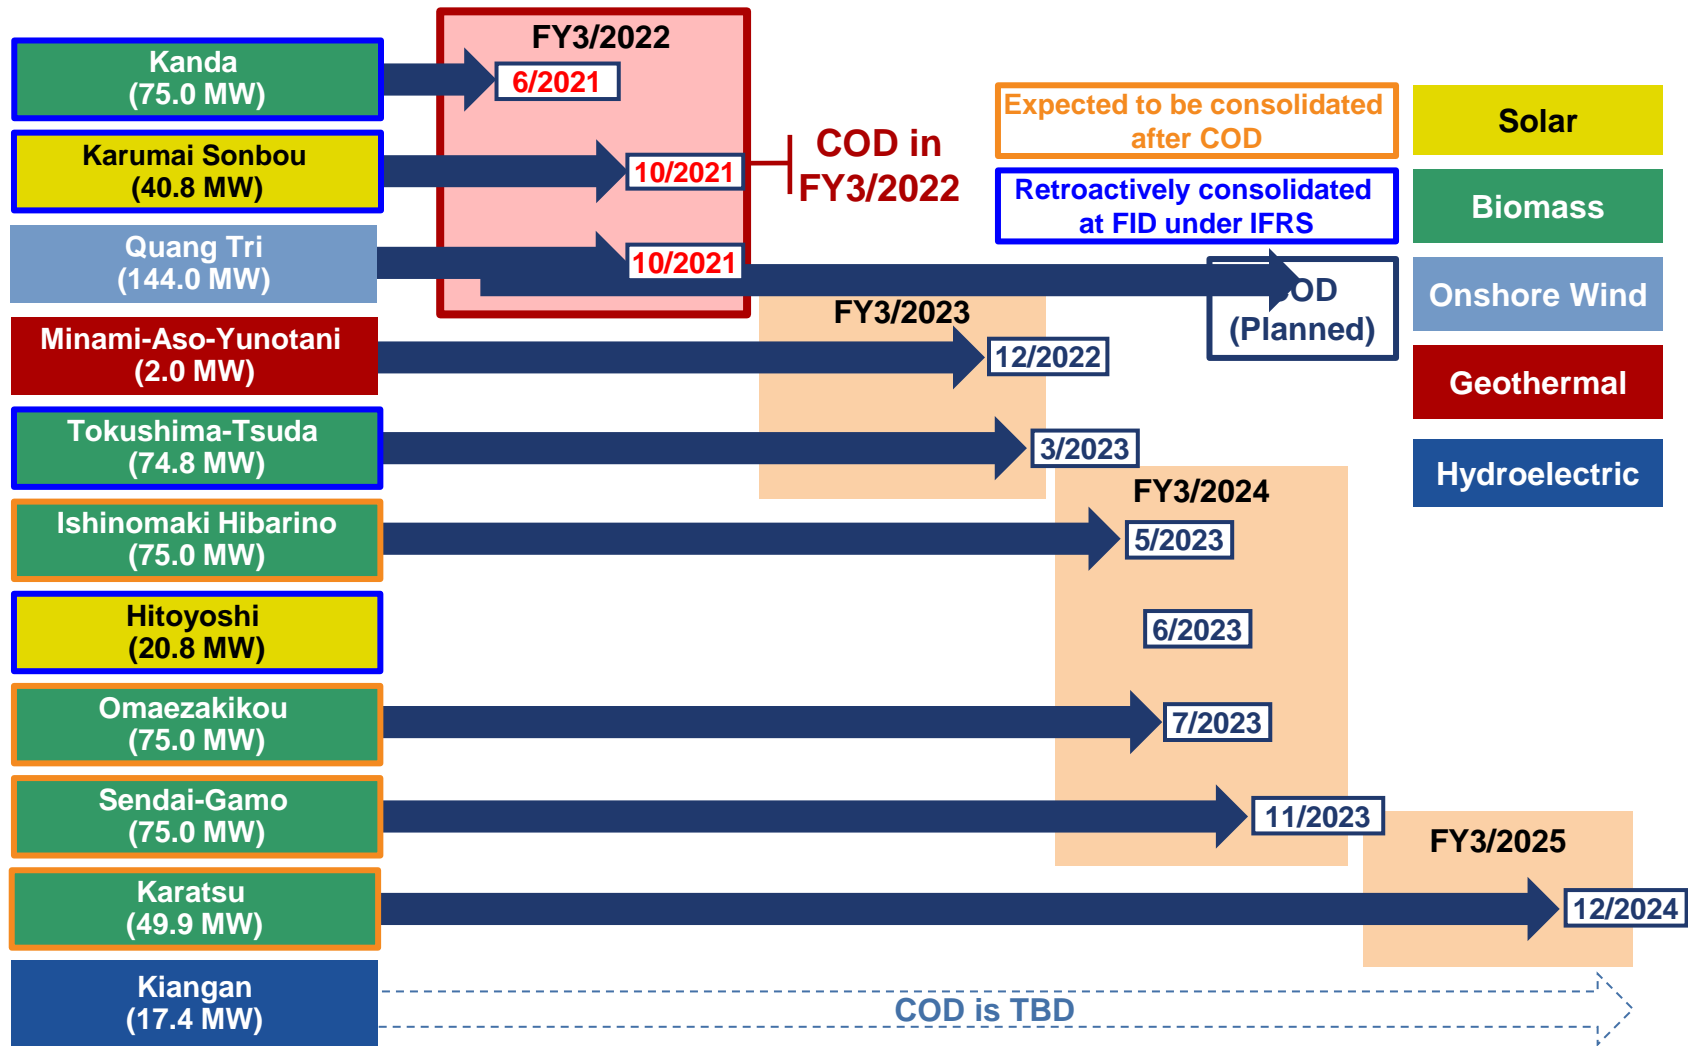 FY3/2022
Kanda
(75.0 MW)
6/2021
Karumai Sonbou
(40.8 MW)
10/2021
COD in
FY3/2022
Quang Tri
(144.0 MW)
10/2021
Expected to be consolidated
after COD
Retroactively consolidated
at FID under IFRS
(Planned)
Solar
Biomass
Onshore Wind
Geothermal
Hydroelectric
FY3/2023
Minami-Aso-Yunotani
(2.0 MW)
12/2022
Tokushima-Tsuda
(74.8 MW)
3/2023
FY3/2024
Ishinomaki Hibarino
(75.0 MW)
5/2023
Hitoyoshi
(20.8 MW)
6/2023
Omaezakikou
(75.0 MW)
7/2023
Sendai-Gamo
(75.0 MW)
11/2023
FY3/2025
Karatsu
(49.9 MW)
12/2024
Kiangan
(17.4 MW)
COD is TBD